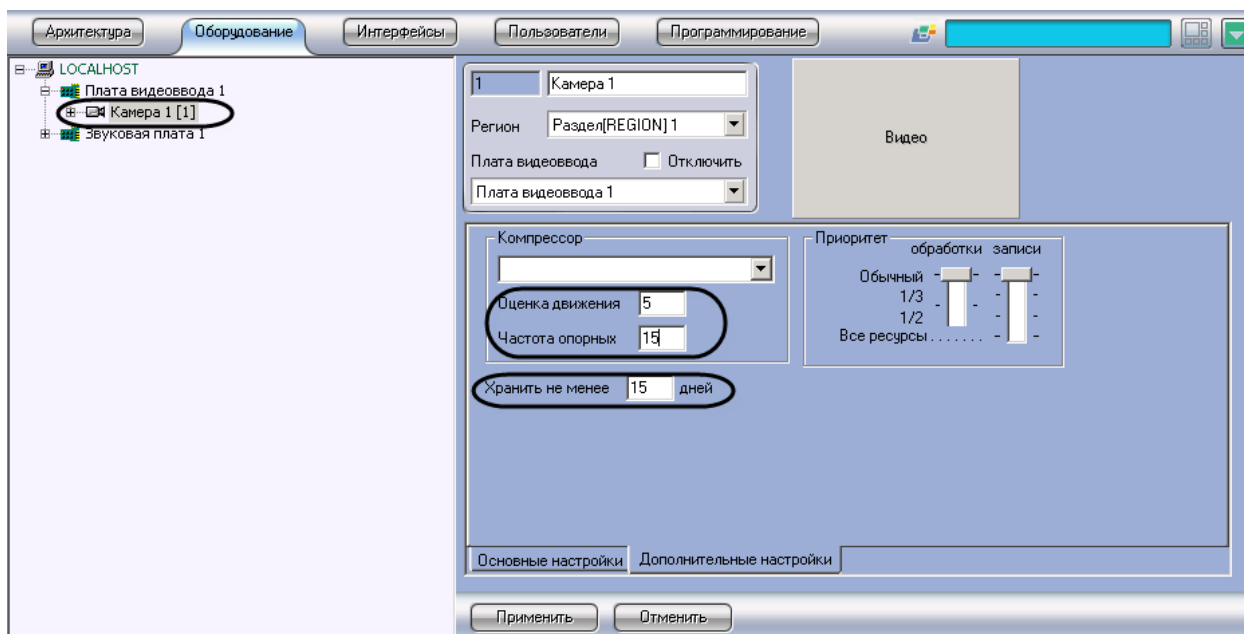 Архитектура Оборудование Интерфейсы Пользователи Программирование
LOCALHOST
Плата видеоввода 1
Камера 1 [1]
Звуковая плата 1
1 Камера 1
Регион Раздел[REGION] 1
Плата видеоввода Отключить
Плата видеоввода 1
Видео
Компрессор
Оценка движения 5
Частота опорных 15
Хранить не менее 15 дней
Приоритет
обработки записи
Обычный
1/3
1/2
Все ресурсы.......
Основные настройки Дополнительные настройки
Применить Отменить